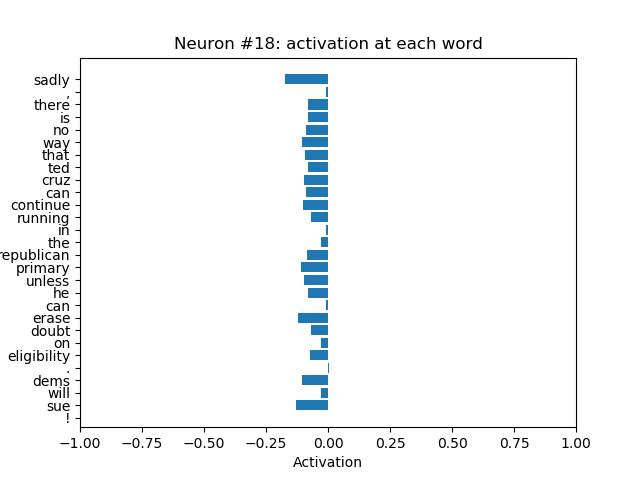 Neuron #18: activation at each word
sadly
,
there
is
no
way
that
ted
cruz
can
continue
running
in
the
republican
primary
unless
he
can
erase
doubt
on
eligibility
.
dems
will
sue
!
−1.00 −0.75 −0.50 −0.25 0.00 0.25 0.50 0.75 1.00
Activation